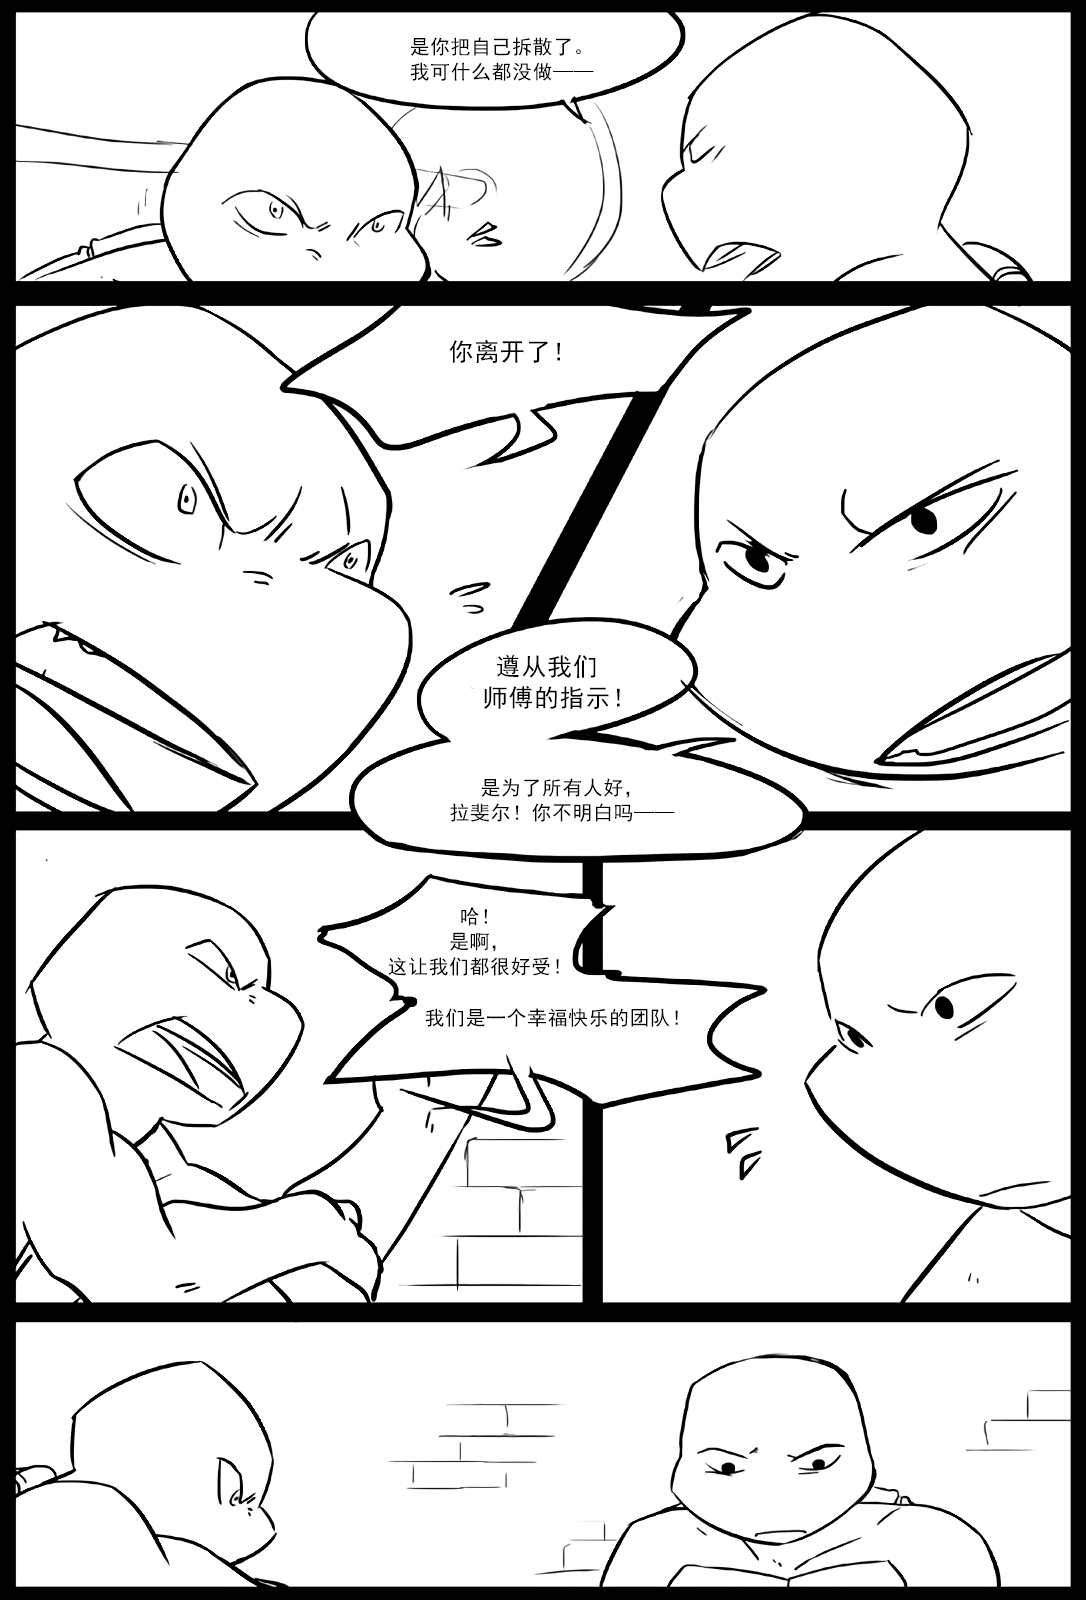 是你把自己拆散了。
我可什么都没做——
你离开了！
遵从我们
师傅的指示！
是为了所有人好，
拉斐尔！你不明白吗——
哈！
是啊，
这让我们都很好受！
我们是一个幸福快乐的团队！